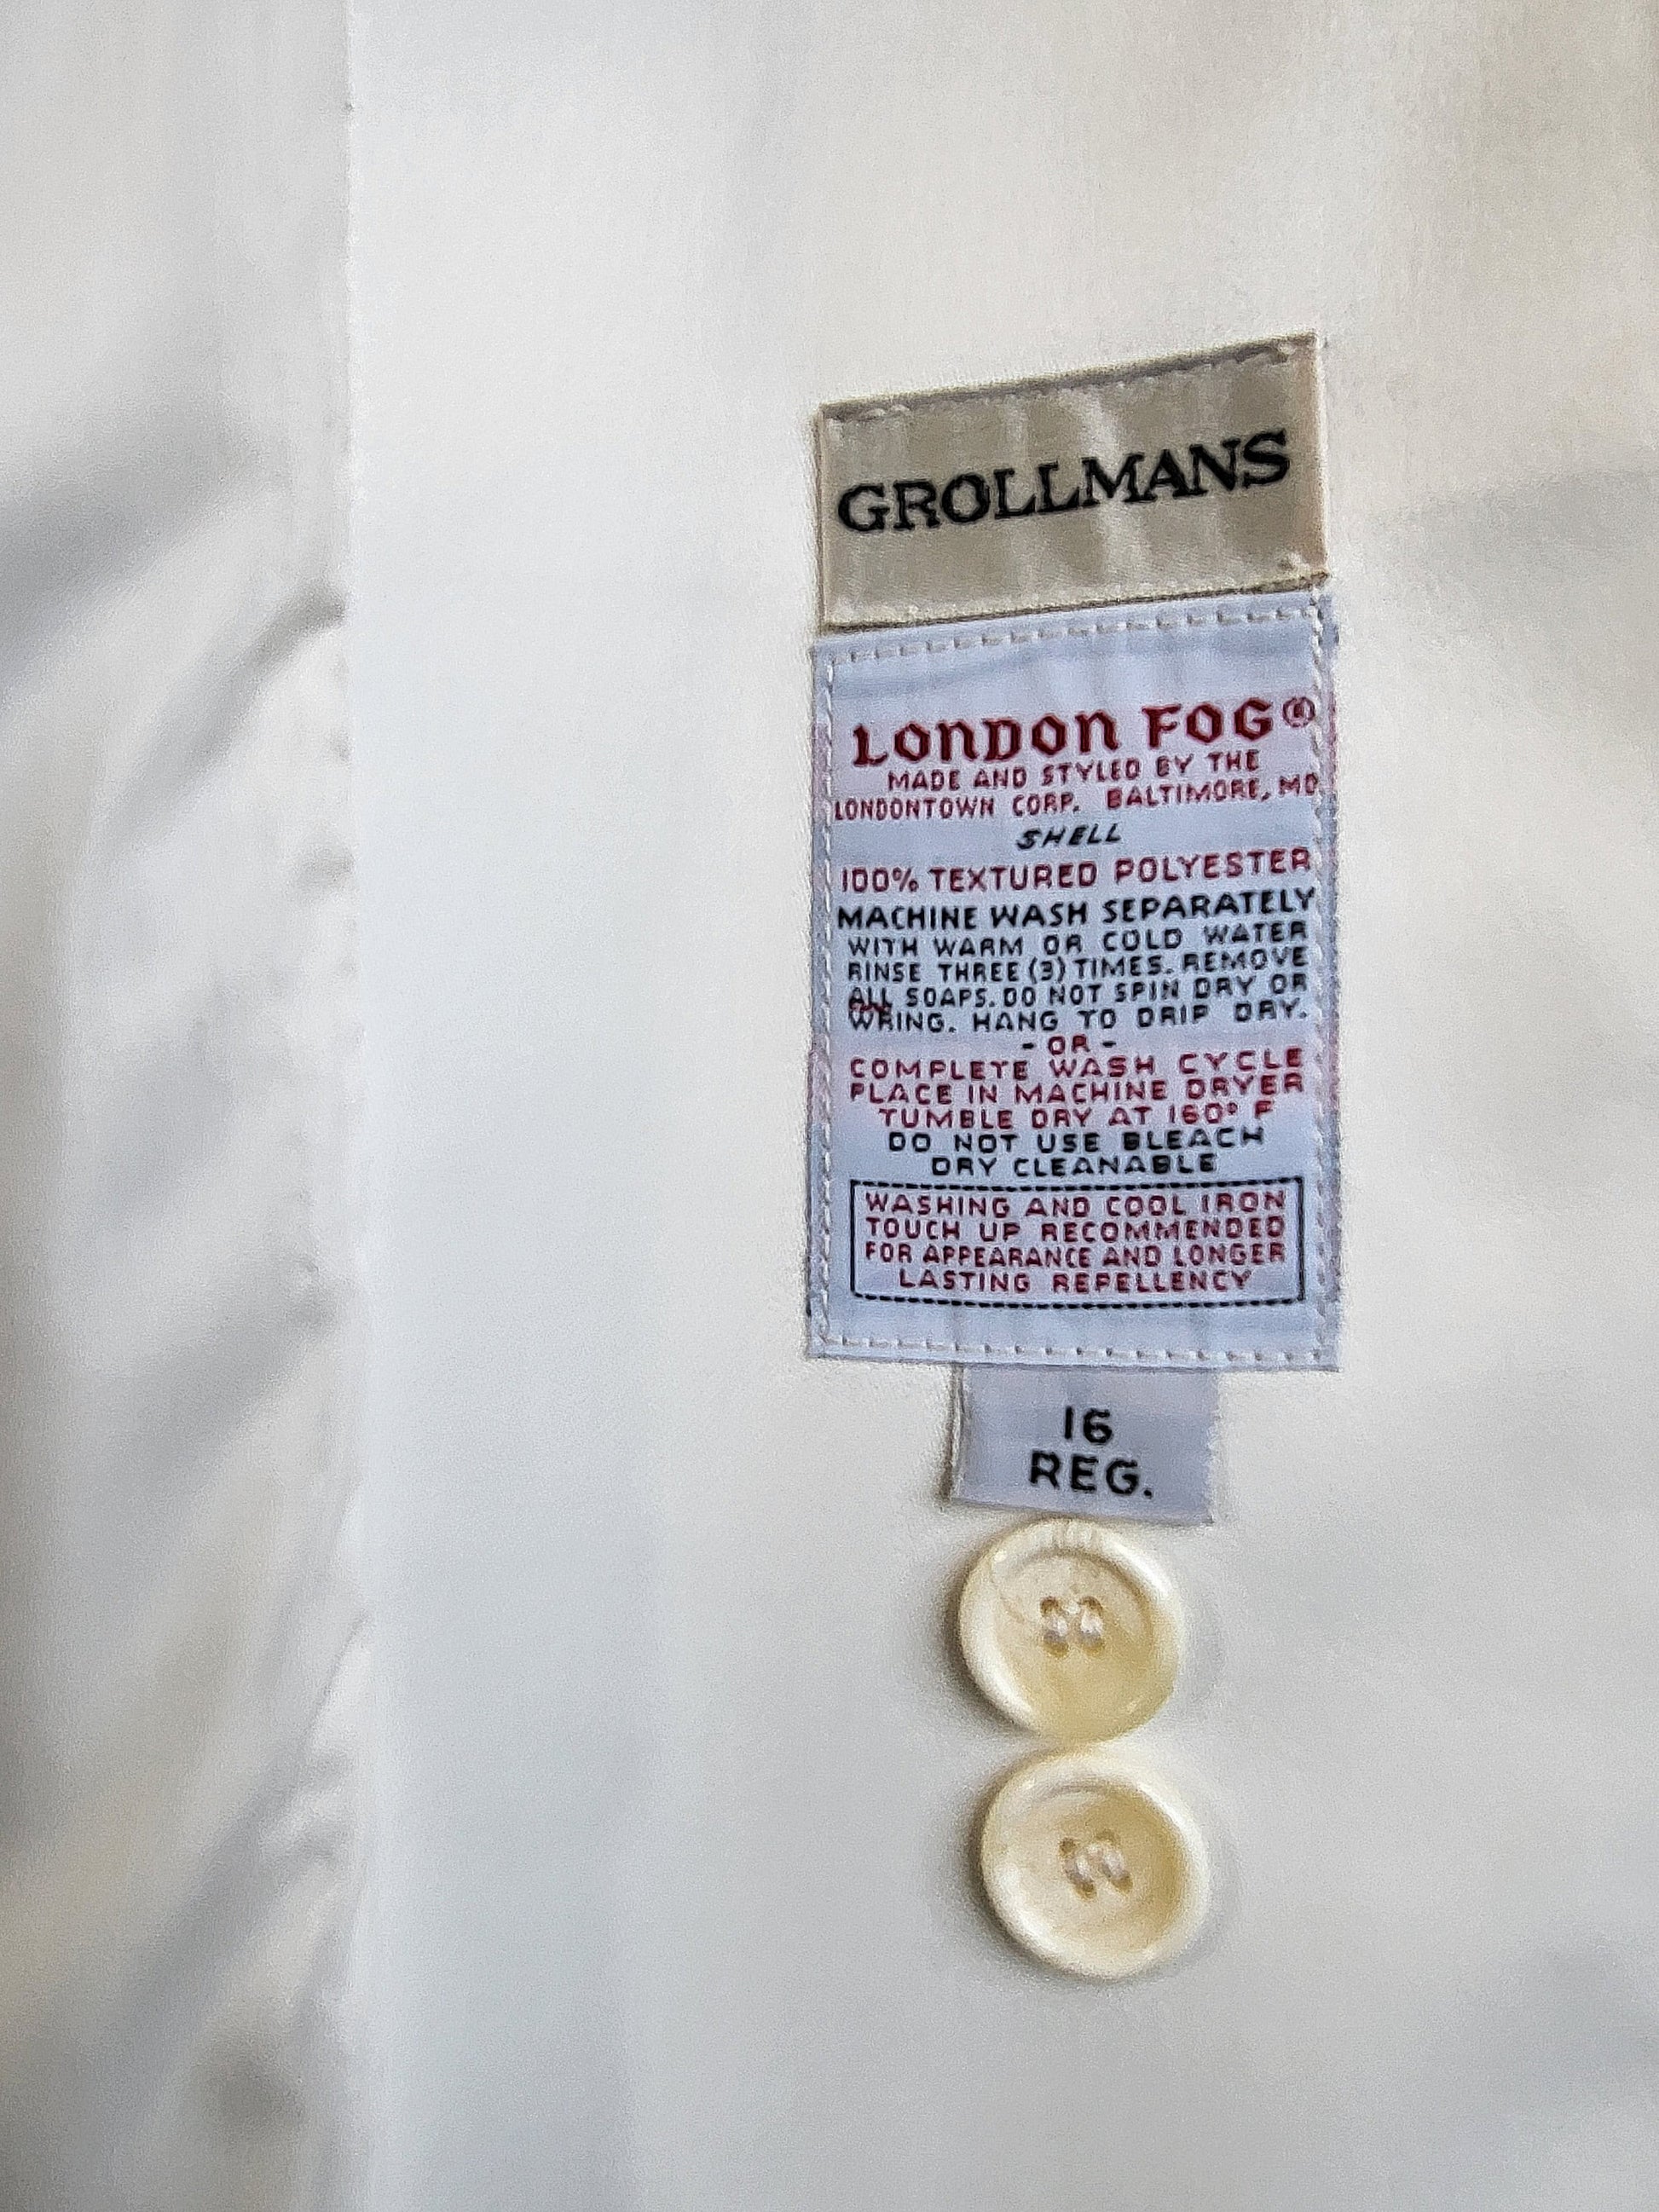 GROLLMANS
LONDON FOG®
MADE AND STYLED BY THE
LONDONTOWN CORP. BALTIMORE, MD.
SHELL
100% TEXTURED POLYESTER
MACHINE WASH SEPARATELY
WITH WARM OR COLD WATER
RINSE THREE (3) TIMES. REMOVE
ALL SOAPS. DO NOT SPIN DRY OR
WRING. HANG TO DRIP DRY.
- OR -
COMPLETE WASH CYCLE
PLACE IN MACHINE DRYER
TUMBLE DRY AT 160° F
DO NOT USE BLEACH
DRY CLEANABLE
WASHING AND COOL IRON
TOUCH UP RECOMMENDED
FOR APPEARANCE AND LONGER
LASTING REPELLENCY
16
REG.